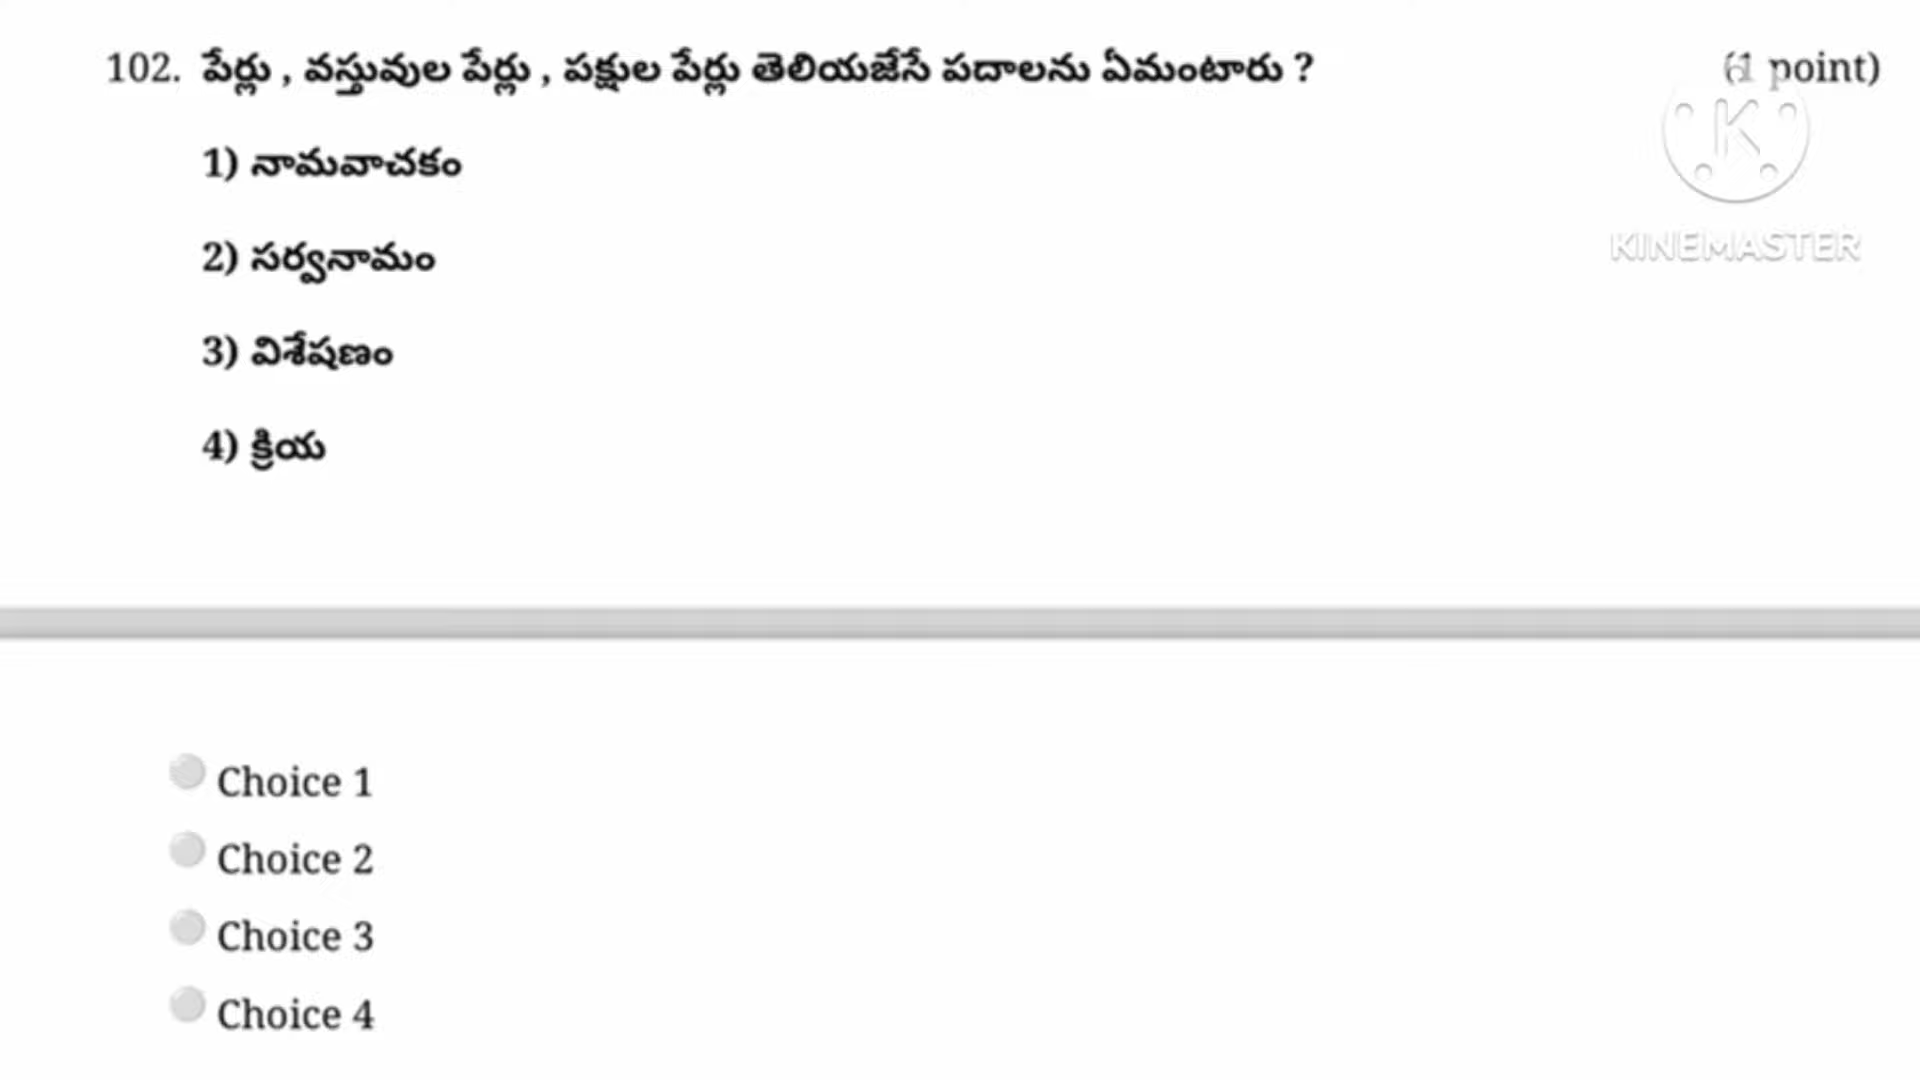 102. పేర్లు , వస్తువుల పేర్లు , పక్షుల పేర్లు తెలియజేసే పదాలను ఏమంటారు ? (1 point)
KINEMASTER
1) నామవాచకం
2) సర్వనామం
3) విశేషణం
4) క్రియ
Choice 1
Choice 2
Choice 3
Choice 4